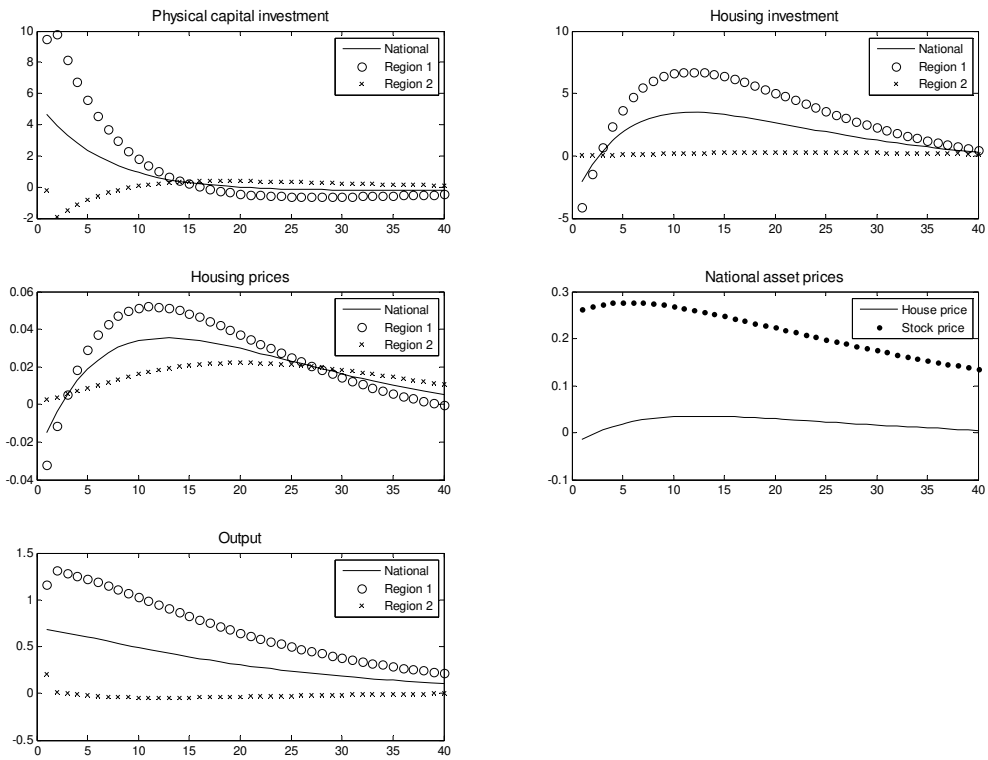 Physical capital investment
10
8
6
4
2
0
-2
0 5 10 15 20 25 30 35 40
National
Region 1
Region 2
Housing investment
10
5
0
-5
0 5 10 15 20 25 30 35 40
National
Region 1
Region 2
Housing prices
0.06
0.04
0.02
0
-0.02
-0.04
0 5 10 15 20 25 30 35 40
National
Region 1
Region 2
National asset prices
0.3
0.2
0.1
0
-0.1
0 5 10 15 20 25 30 35 40
House price
Stock price
Output
1.5
1
0.5
0
-0.5
0 5 10 15 20 25 30 35 40
National
Region 1
Region 2